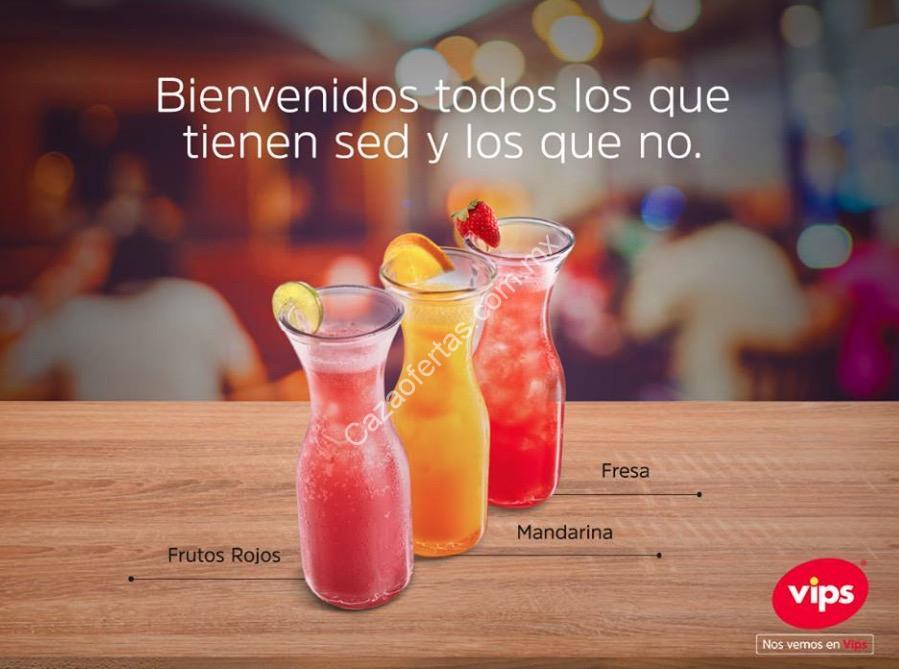 Bienvenidos todos los que
tienen sed y los que no.
Cazaofertas.com.mx
Fresa
Mandarina
Frutos Rojos
vips
Nos vemos en Vips